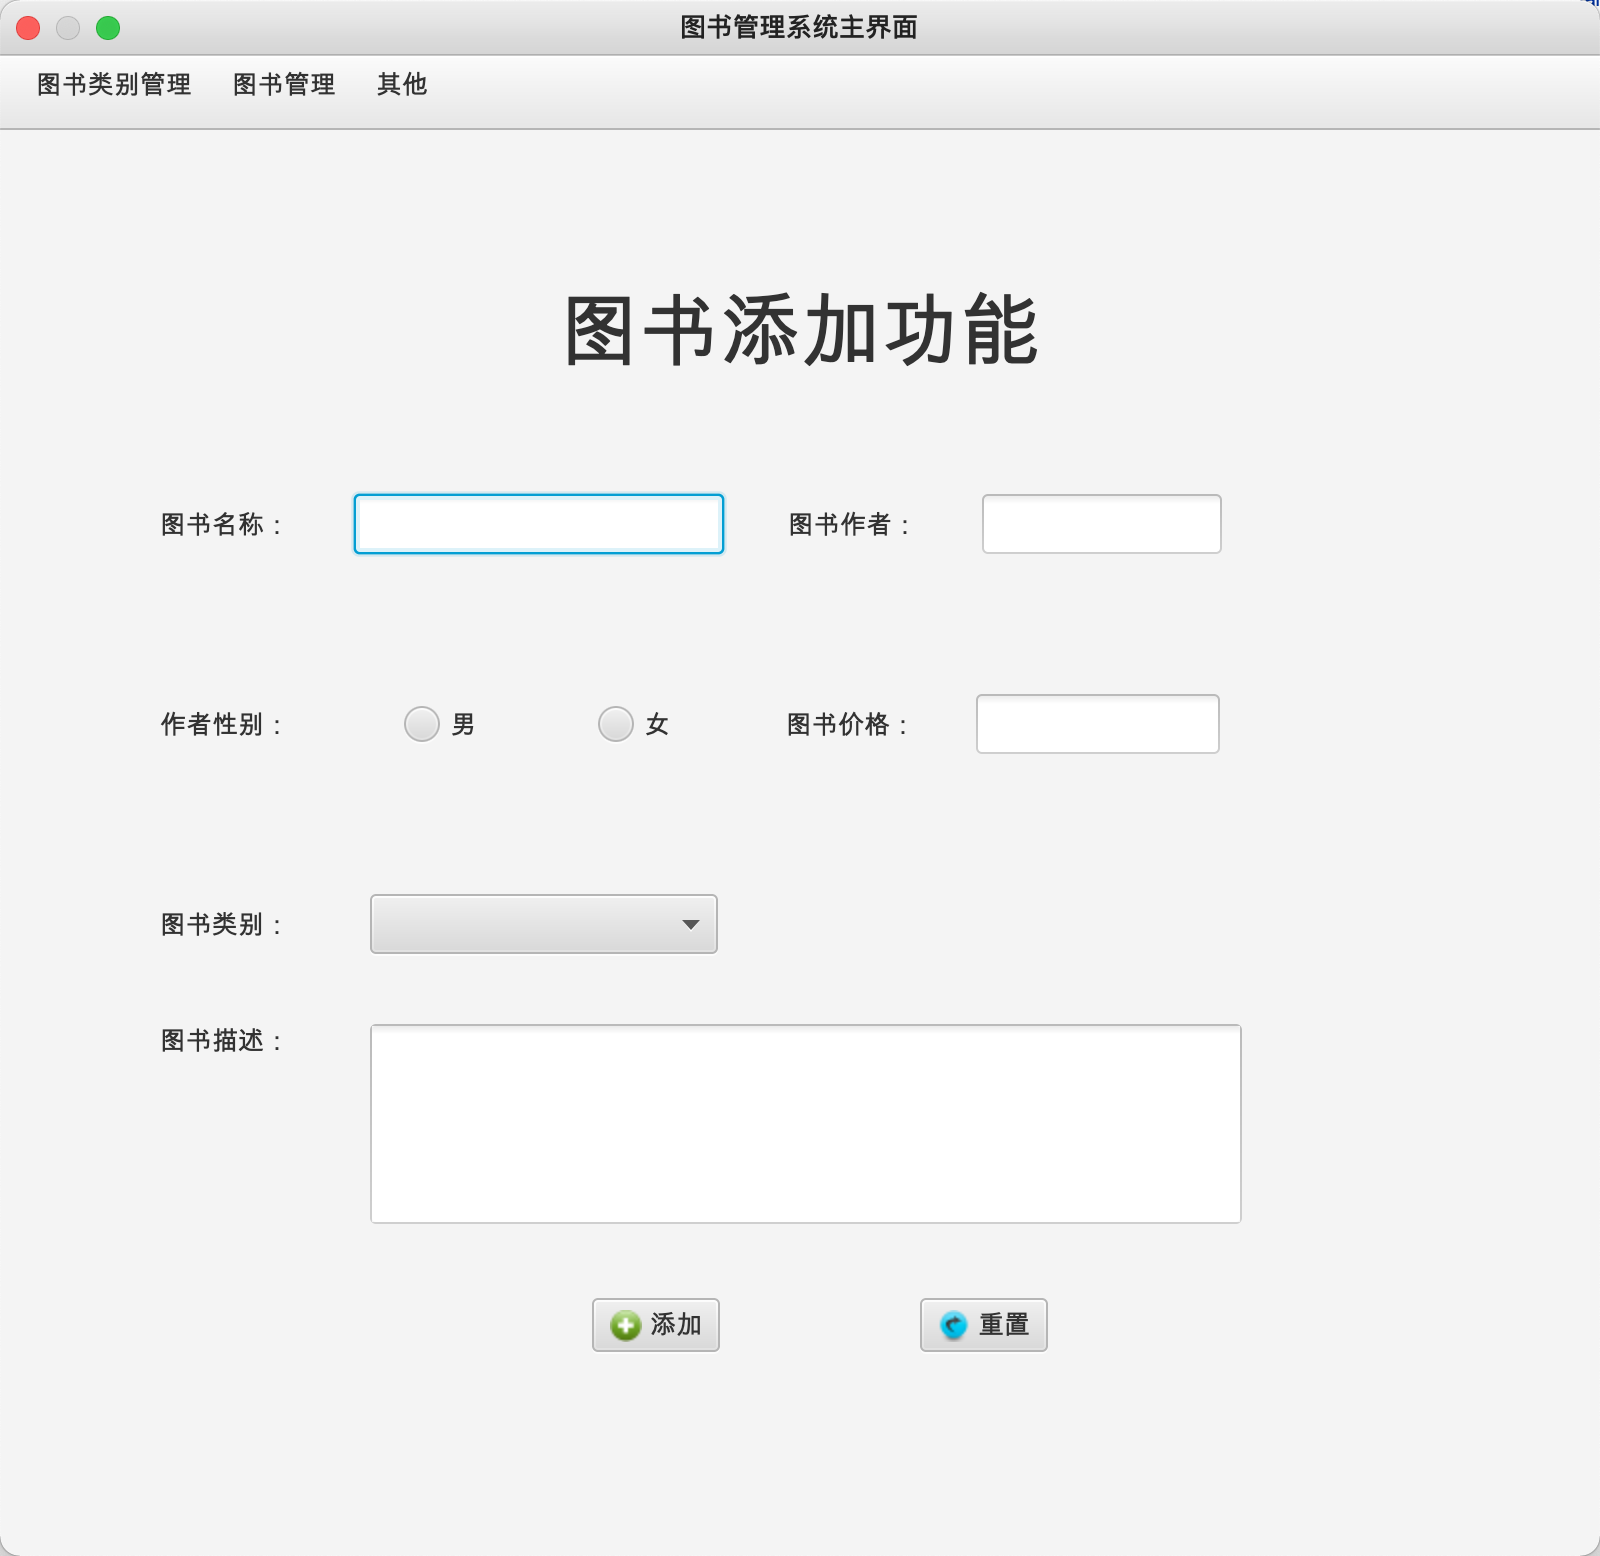 图书管理系统主界面
图书类别管理 图书管理 其他
图书添加功能
图书名称： 图书作者：
作者性别： 男 女 图书价格：
图书类别：
图书描述：
添加 重置